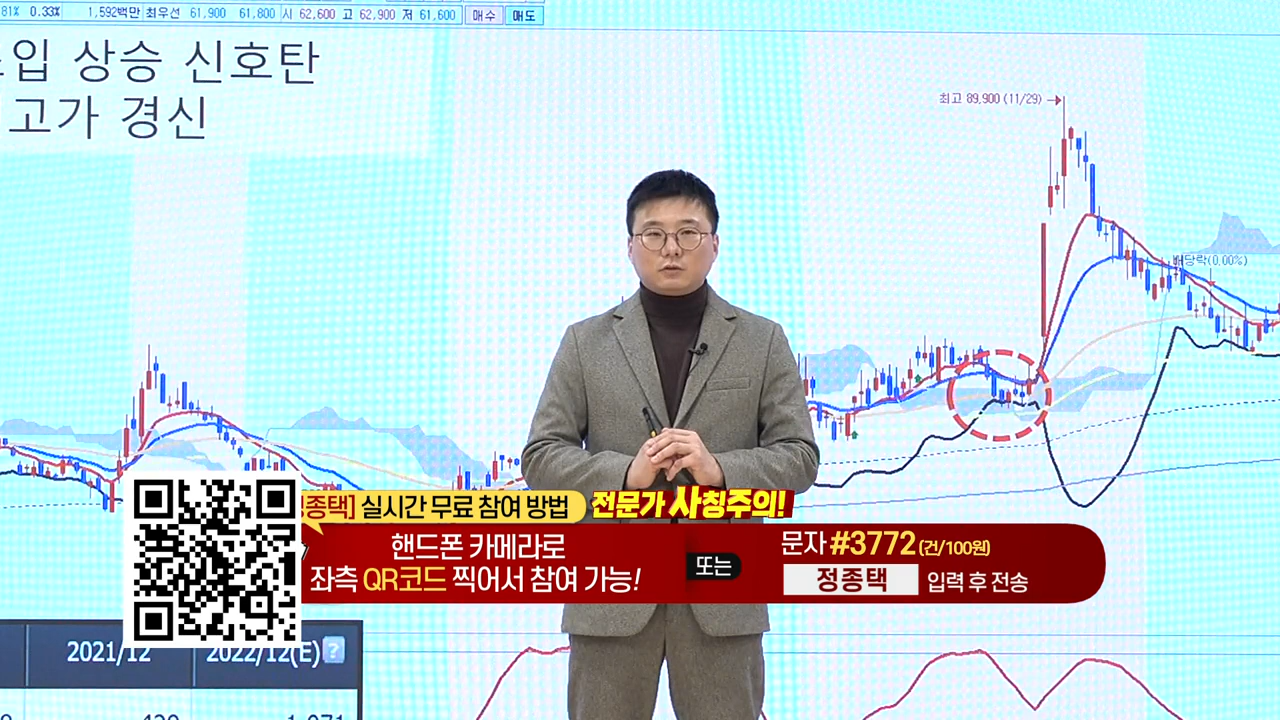 81% 0.33% 1,592백만 최우선 61,900 61,800 시 62,600 고 62,900 저 61,600 매수 매도
입 상승 신호탄
고가 경신
최고 89,900 (11/29)
배당락(0.00%)
종택] 실시간 무료 참여 방법
전문가 사칭주의!
핸드폰 카메라로
좌측 QR코드 찍어서 참여 가능!
또는
문자 #3772 (건/100원)
정종택 입력 후 전송
2021/12 2022/12(E) ?